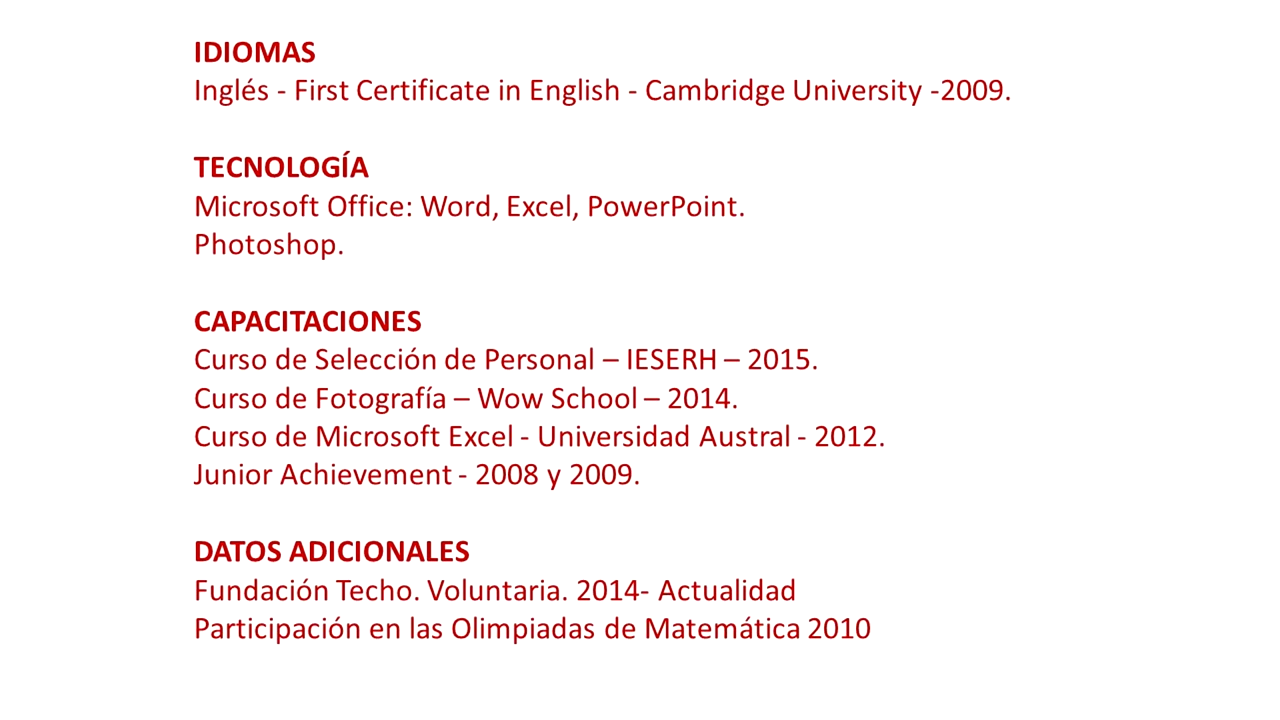 IDIOMAS
Inglés - First Certificate in English - Cambridge University -2009.
TECNOLOGÍA
Microsoft Office: Word, Excel, PowerPoint.
Photoshop.
CAPACITACIONES
Curso de Selección de Personal – IESERH – 2015.
Curso de Fotografía – Wow School – 2014.
Curso de Microsoft Excel - Universidad Austral - 2012.
Junior Achievement - 2008 y 2009.
DATOS ADICIONALES
Fundación Techo. Voluntaria. 2014- Actualidad
Participación en las Olimpiadas de Matemática 2010